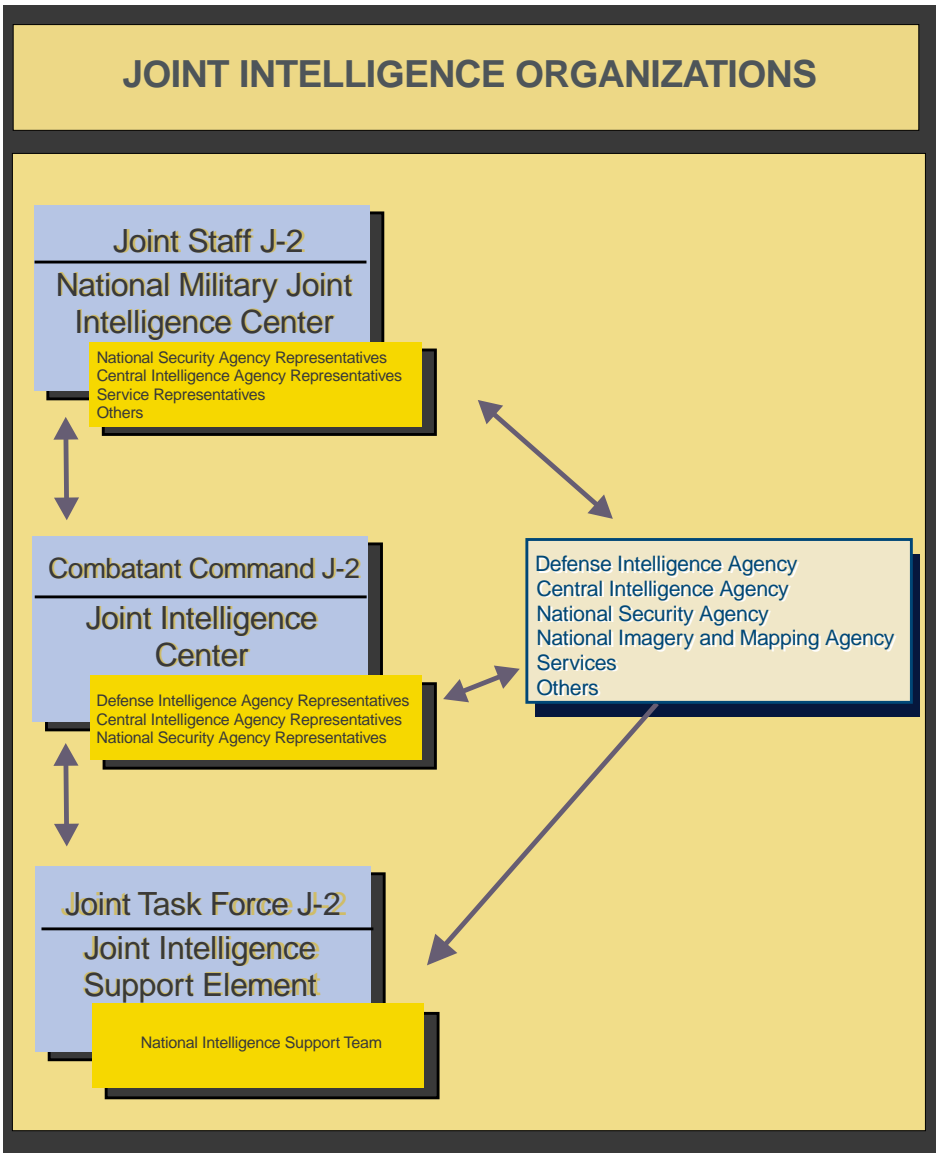 JOINT INTELLIGENCE ORGANIZATIONS
Joint Staff J-2
National Military Joint
Intelligence Center
National Security Agency Representatives
Central Intelligence Agency Representatives
Service Representatives
Others
Combatant Command J-2
Joint Intelligence
Center
Defense Intelligence Agency Representatives
Central Intelligence Agency Representatives
National Security Agency Representatives
Defense Intelligence Agency
Central Intelligence Agency
National Security Agency
National Imagery and Mapping Agency
Services
Others
Joint Task Force J-2
Joint Intelligence
Support Element
National Intelligence Support Team